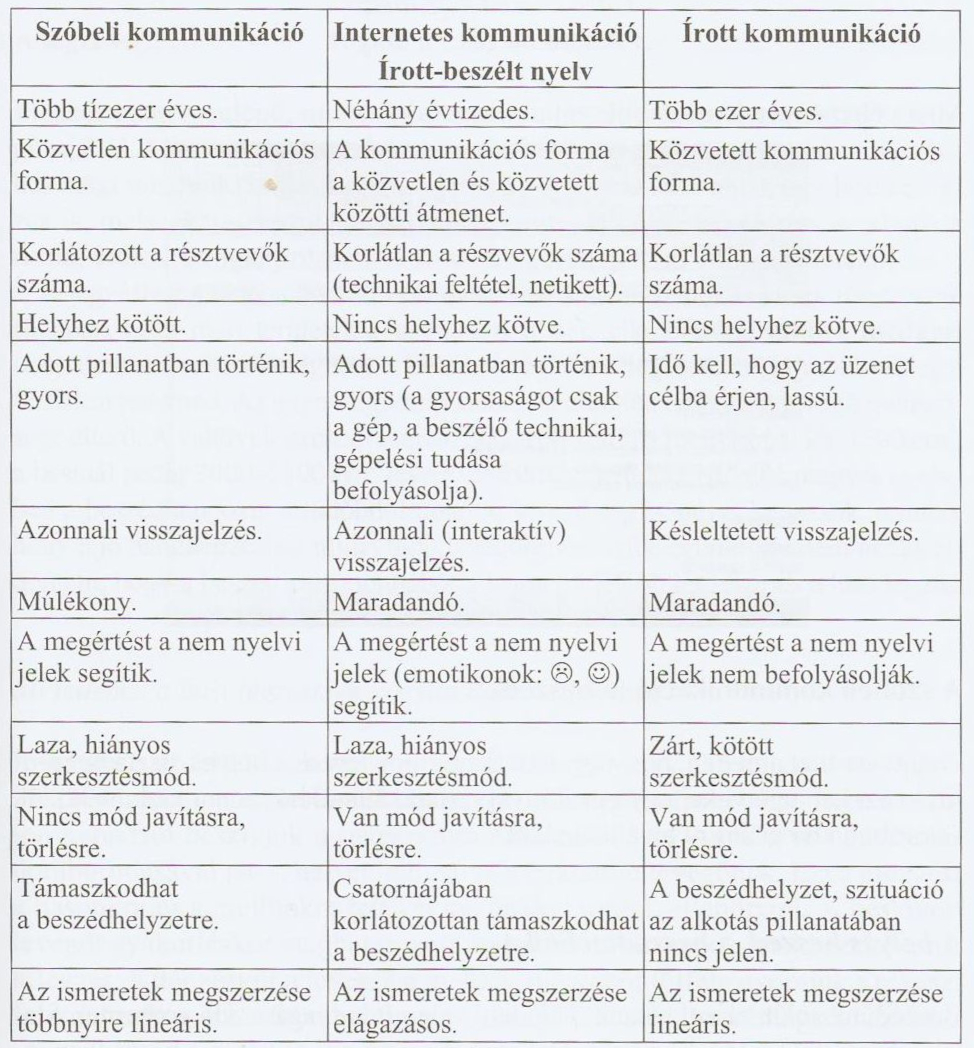 Szóbeli kommunikáció
Internetes kommunikáció
Írott-beszélt nyelv
Írott kommunikáció
Több tízezer éves.
Néhány évtizedes.
Több ezer éves.
Közvetlen kommunikációs
forma.
A kommunikációs forma
a közvetlen és közvetett
közötti átmenet.
Közvetett kommunikációs
forma.
Korlátozott a résztvevők
száma.
Korlátlan a részvevők száma
(technikai feltétel, netikett).
Korlátlan a résztvevők
száma.
Helyhez kötött.
Nincs helyhez kötve.
Nincs helyhez kötve.
Adott pillanatban történik,
gyors.
Adott pillanatban történik,
gyors (a gyorsaságot csak
a gép, a beszélő technikai,
gépelési tudása
befolyásolja).
Idő kell, hogy az üzenet
célba érjen, lassú.
Azonnali visszajelzés.
Azonnali (interaktív)
visszajelzés.
Késleltetett visszajelzés.
Múlékony.
Maradandó.
Maradandó.
A megértést a nem nyelvi
jelek segítik.
A megértést a nem nyelvi
jelek (emotikonok: ☹, ☺)
segítik.
A megértést a nem nyelvi
jelek nem befolyásolják.
Laza, hiányos
szerkesztésmód.
Laza, hiányos
szerkesztésmód.
Zárt, kötött
szerkesztésmód.
Nincs mód javításra,
törlésre.
Van mód javításra,
törlésre.
Van mód javításra,
törlésre.
Támaszkodhat
a beszédhelyzetre.
Csatornájában
korlátozottan támaszkodhat
a beszédhelyzetre.
A beszédhelyzet, szituáció
az alkotás pillanatában
nincs jelen.
Az ismeretek megszerzése
többnyire lineáris.
Az ismeretek megszerzése
elágazásos.
Az ismeretek megszerzése
lineáris.